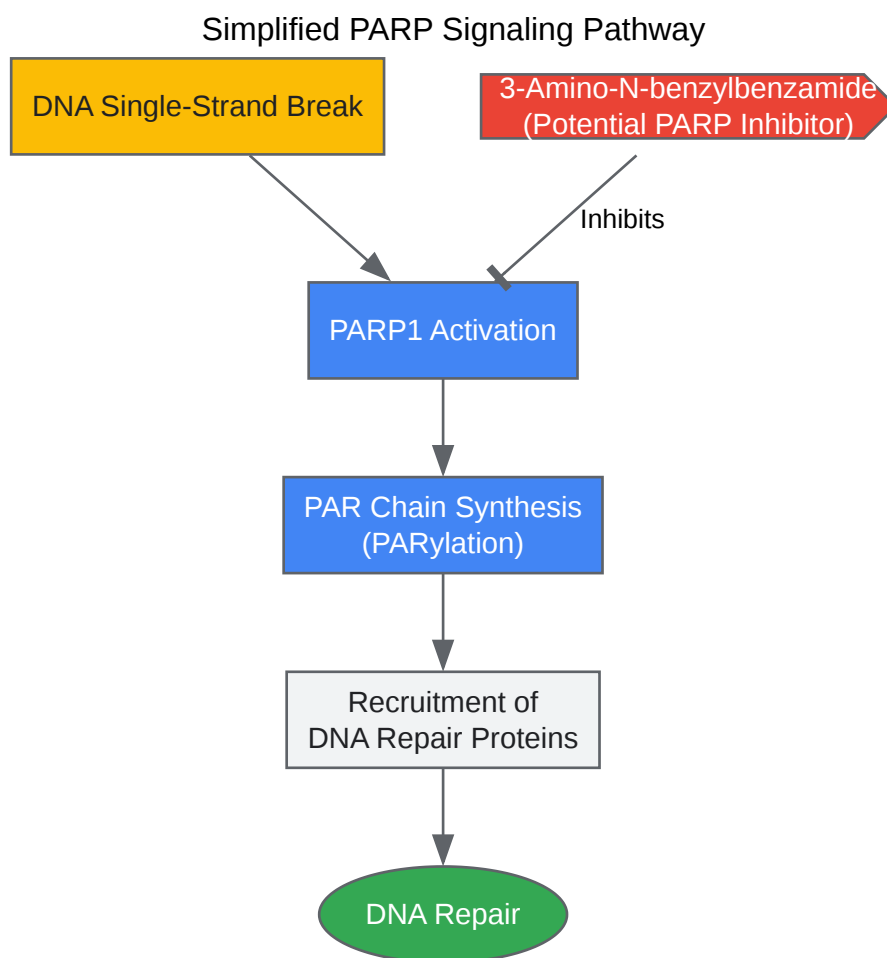 Simplified PARP Signaling Pathway
DNA Single-Strand Break
3-Amino-N-benzylbenzamide
(Potential PARP Inhibitor)
Inhibits
PARP1 Activation
PAR Chain Synthesis
(PARylation)
Recruitment of
DNA Repair Proteins
DNA Repair